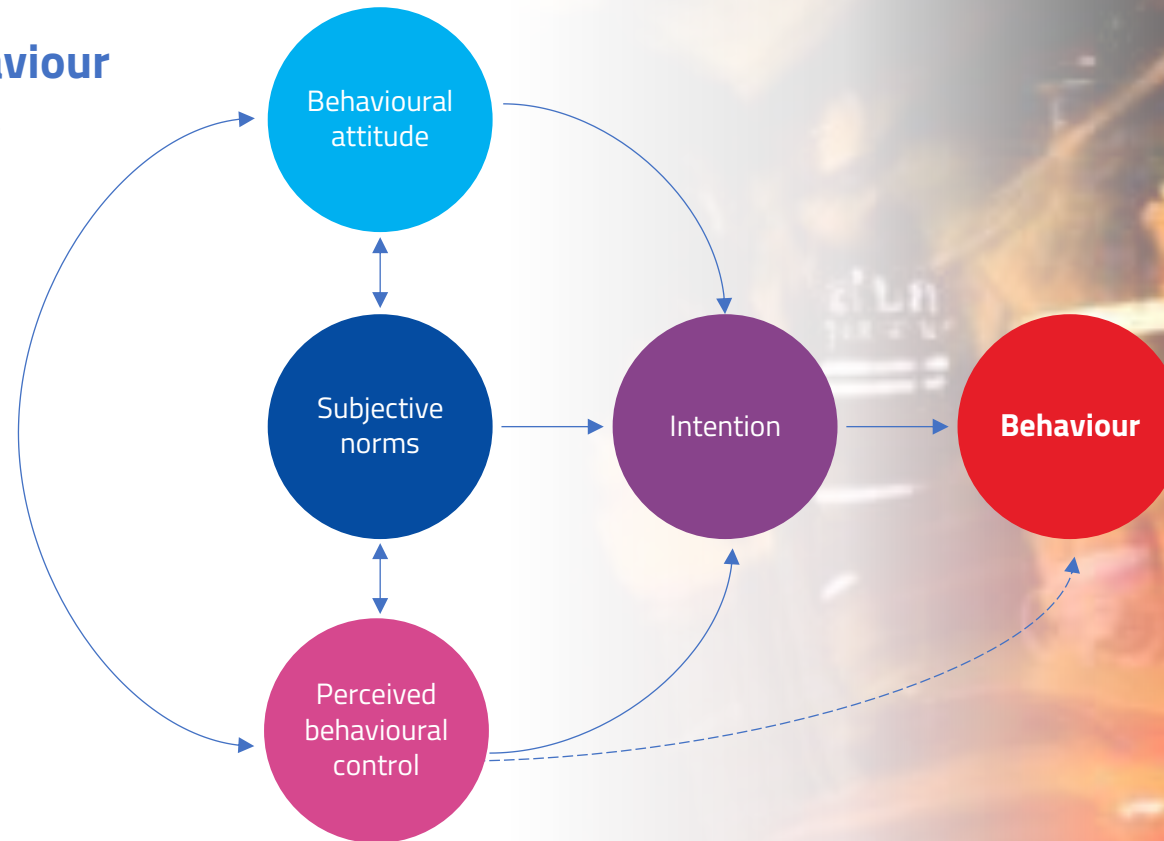 aviour
Behavioural
attitude
Subjective
norms
Intention
Behaviour
Perceived
behavioural
control